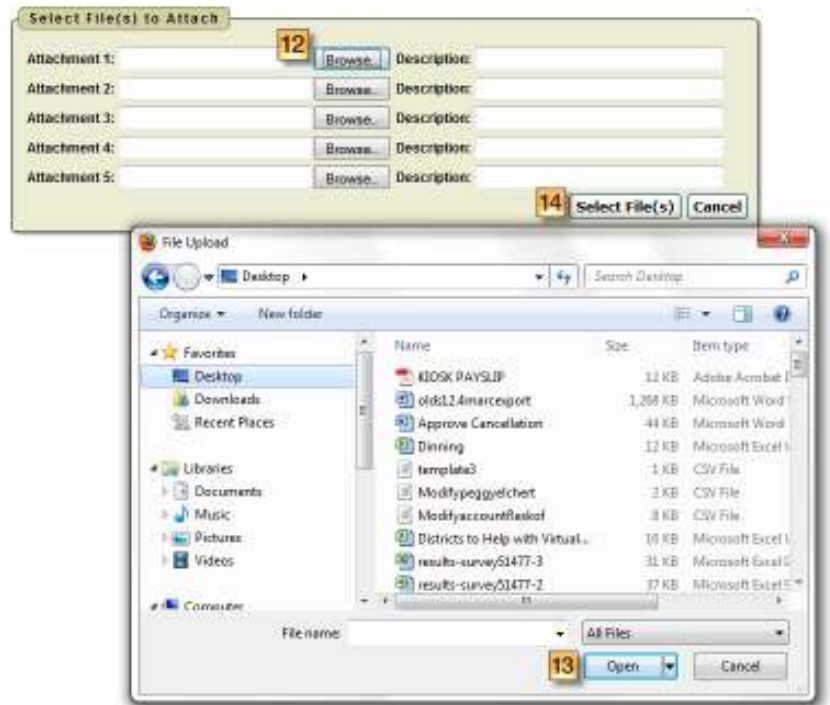 Select File(s) to Attach
12
Attachment 1: Browse.. Description:
Attachment 2: Browse.. Description:
Attachment 3: Browse.. Description:
Attachment 4: Browse.. Description:
Attachment 5: Browse.. Description:
14 Select File(s) Cancel
File Upload
Desktop Search Desktop
Organize New folder
Name Size Item type
Favorites
Desktop
Downloads
Recent Places
Libraries
Documents
Music
Pictures
Videos
Computer
KIOSK PAYSLIP 12 KB Adobe Acrobat
olds12.4marcexport 1,268 KB Microsoft Word
Approve Cancellation 44 KB Microsoft Word
Dinning 12 KB Microsoft Excel
template3 1 KB CSV File
Modifypeggyelchert 2 KB CSV File
8 KB CSV File
Districts to Help with Virtual... 16 KB Microsoft Excel
results-survey51477-3 31 KB Microsoft Excel
results-survey51477-2 37 KB Microsoft Excel
File name: All Files
13 Open Cancel